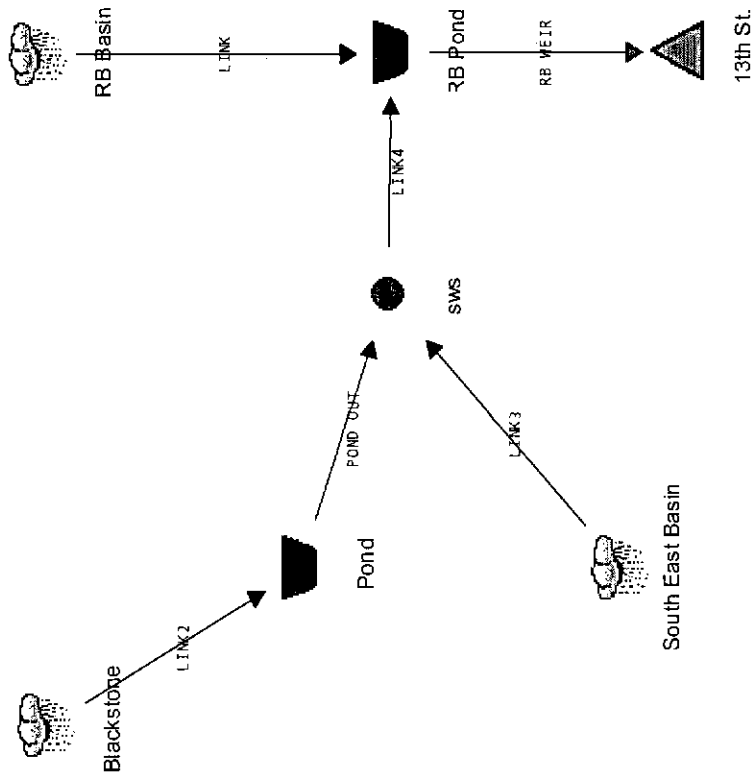 RB Basin
LINK
RB Pond
RB WEIR
13th St.
LINK4
sws
POND OUT
LINK3
Pond
South East Basin
LINK2
Blackstone